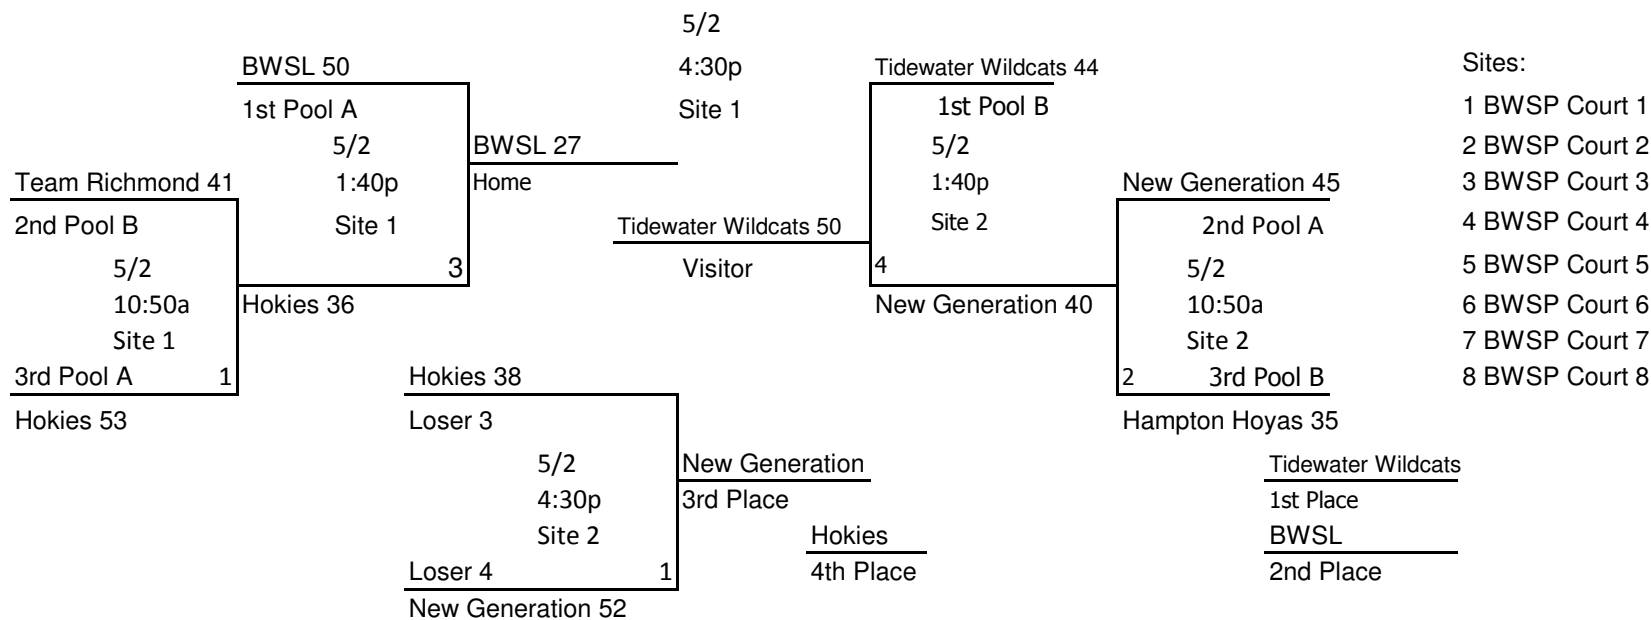 5/2
BWSL 50
4:30p
Tidewater Wildcats 44
Sites:
1st Pool A
Site 1
1st Pool B
1 BWSP Court 1
5/2
BWSL 27
5/2
2 BWSP Court 2
Team Richmond 41
1:40p
Home
1:40p
New Generation 45
3 BWSP Court 3
2nd Pool B
Site 1
Tidewater Wildcats 50
Site 2
2nd Pool A
4 BWSP Court 4
5/2
3
Visitor
4
5/2
5 BWSP Court 5
10:50a
Hokies 36
New Generation 40
10:50a
6 BWSP Court 6
Site 1
Site 2
7 BWSP Court 7
3rd Pool A 1
Hokies 38
2 3rd Pool B
8 BWSP Court 8
Hokies 53
Loser 3
Hampton Hoyas 35
5/2
New Generation
Tidewater Wildcats
4:30p
3rd Place
1st Place
Site 2
Hokies
BWSL
Loser 4 1
4th Place
2nd Place
New Generation 52